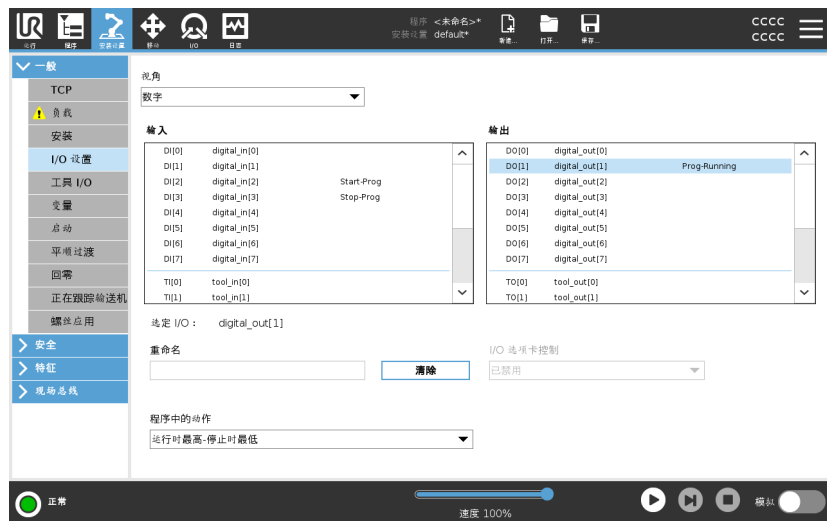 程序 <未命名>*
安装设置 default*
CCCC
CCCC
运行 程序 安装设置 移动 I/O 日志 新建... 打开... 保存...
一般
TCP
负载
安装
I/O 设置
工具 I/O
变量
启动
平顺过渡
回零
正在跟踪输送机
螺丝应用
安全
特征
现场总线
视角
数字
输入 输出
DI[0] digital_in[0] DO[0] digital_out[0]
DI[1] digital_in[1] DO[1] digital_out[1] Prog-Running
DI[2] digital_in[2] Start-Prog DO[2] digital_out[2]
DI[3] digital_in[3] Stop-Prog DO[3] digital_out[3]
DI[4] digital_in[4] DO[4] digital_out[4]
DI[5] digital_in[5] DO[5] digital_out[5]
DI[6] digital_in[6] DO[6] digital_out[6]
DI[7] digital_in[7] DO[7] digital_out[7]
TI[0] tool_in[0] TO[0] tool_out[0]
TI[1] tool_in[1] TO[1] tool_out[1]
选定 I/O： digital_out[1]
重命名 I/O 选项卡控制
清除 已禁用
程序中的动作
运行时最高-停止时最低
正常
速度 100%
模拟